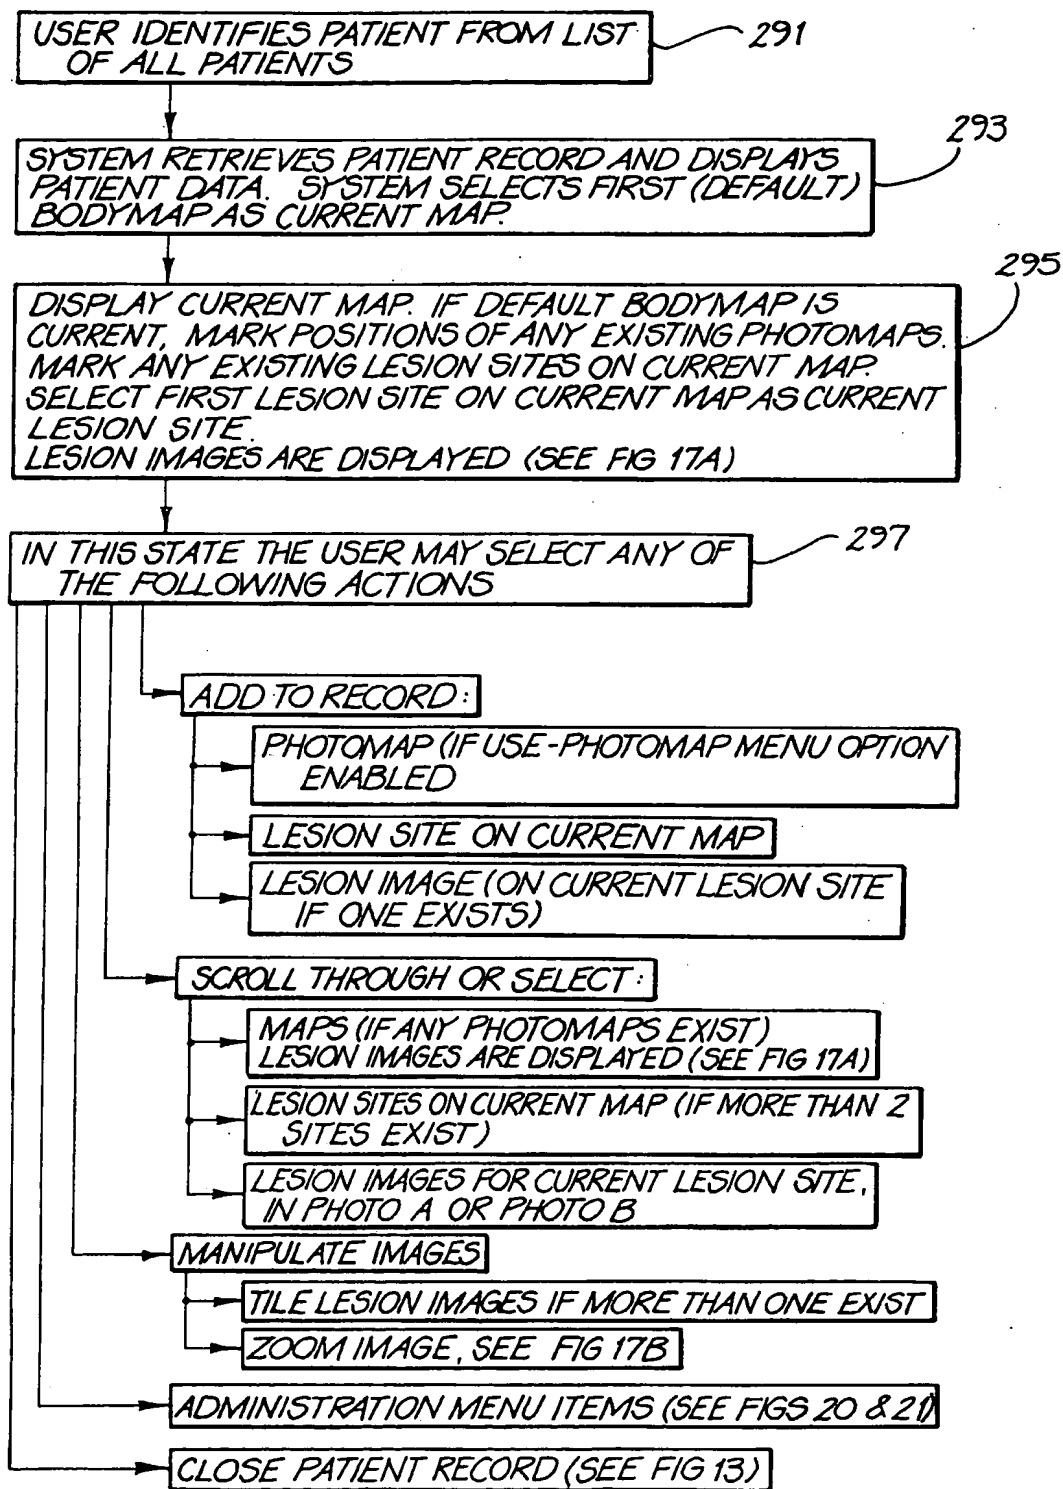 USER IDENTIFIES PATIENT FROM LIST
OF ALL PATIENTS
291
SYSTEM RETRIEVES PATIENT RECORD AND DISPLAYS
PATIENT DATA. SYSTEM SELECTS FIRST (DEFAULT)
BODYMAP AS CURRENT MAP.
293
DISPLAY CURRENT MAP. IF DEFAULT BODYMAP IS
CURRENT, MARK POSITIONS OF ANY EXISTING PHOTOMAPS.
MARK ANY EXISTING LESION SITES ON CURRENT MAP.
SELECT FIRST LESION SITE ON CURRENT MAP AS CURRENT
LESION SITE.
LESION IMAGES ARE DISPLAYED (SEE FIG 17A)
295
IN THIS STATE THE USER MAY SELECT ANY OF
THE FOLLOWING ACTIONS
297
ADD TO RECORD:
PHOTOMAP (IF USE-PHOTOMAP MENU OPTION
ENABLED
LESION SITE ON CURRENT MAP
LESION IMAGE (ON CURRENT LESION SITE
IF ONE EXISTS)
SCROLL THROUGH OR SELECT:
MAPS (IF ANY PHOTOMAPS EXIST)
LESION IMAGES ARE DISPLAYED (SEE FIG 17A)
LESION SITES ON CURRENT MAP (IF MORE THAN 2
SITES EXIST)
LESION IMAGES FOR CURRENT LESION SITE,
IN PHOTO A OR PHOTO B
MANIPULATE IMAGES
TILE LESION IMAGES IF MORE THAN ONE EXIST
ZOOM IMAGE, SEE FIG 17B
ADMINISTRATION MENU ITEMS (SEE FIGS 20 & 21)
CLOSE PATIENT RECORD (SEE FIG 13)